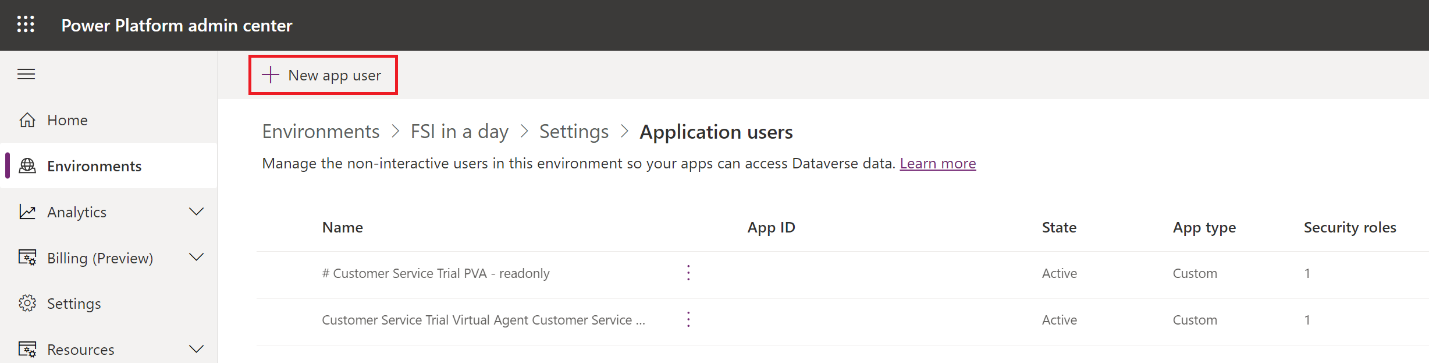 Power Platform admin center
New app user
Home
Environments
Analytics
Billing (Preview)
Settings
Resources
Environments > FSI in a day > Settings > Application users
Manage the non-interactive users in this environment so your apps can access Dataverse data. Learn more
Name App ID State App type Security roles
# Customer Service Trial PVA - readonly Active Custom 1
Customer Service Trial Virtual Agent Customer Service ... Active Custom 1